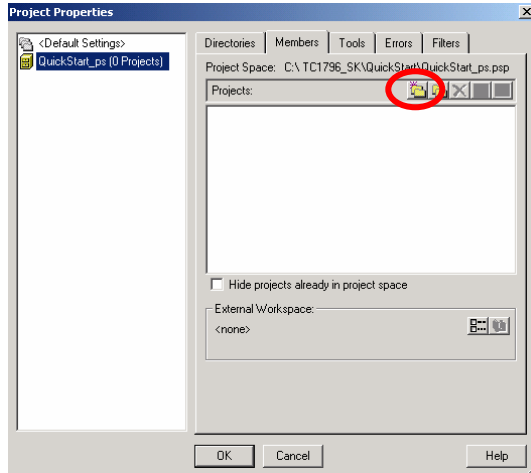 Project Properties
<Default Settings>
QuickStart_ps (0 Projects)
Directories
Members
Tools
Errors
Filters
Project Space: C:\ TC1796_SK\QuickStart\QuickStart_ps.psp
Projects:
Hide projects already in project space
External Workspace:
<none>
OK
Cancel
Help